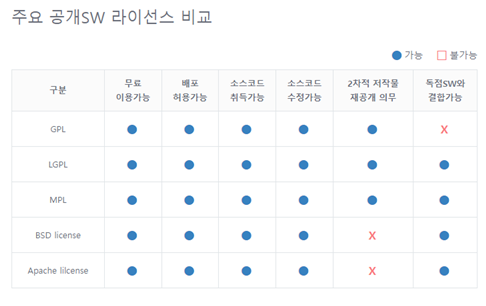 주요 공개SW 라이선스 비교
● 가능 □ 불가능
구분 무료 이용가능 배포 허용가능 소스코드 취득가능 소스코드 수정가능 2차적 저작물 재공개 의무 독점SW와 결합가능
GPL ● ● ● ● ● X
LGPL ● ● ● ● ● ●
MPL ● ● ● ● ● ●
BSD license ● ● ● ● X ●
Apache lilcense ● ● ● ● X ●